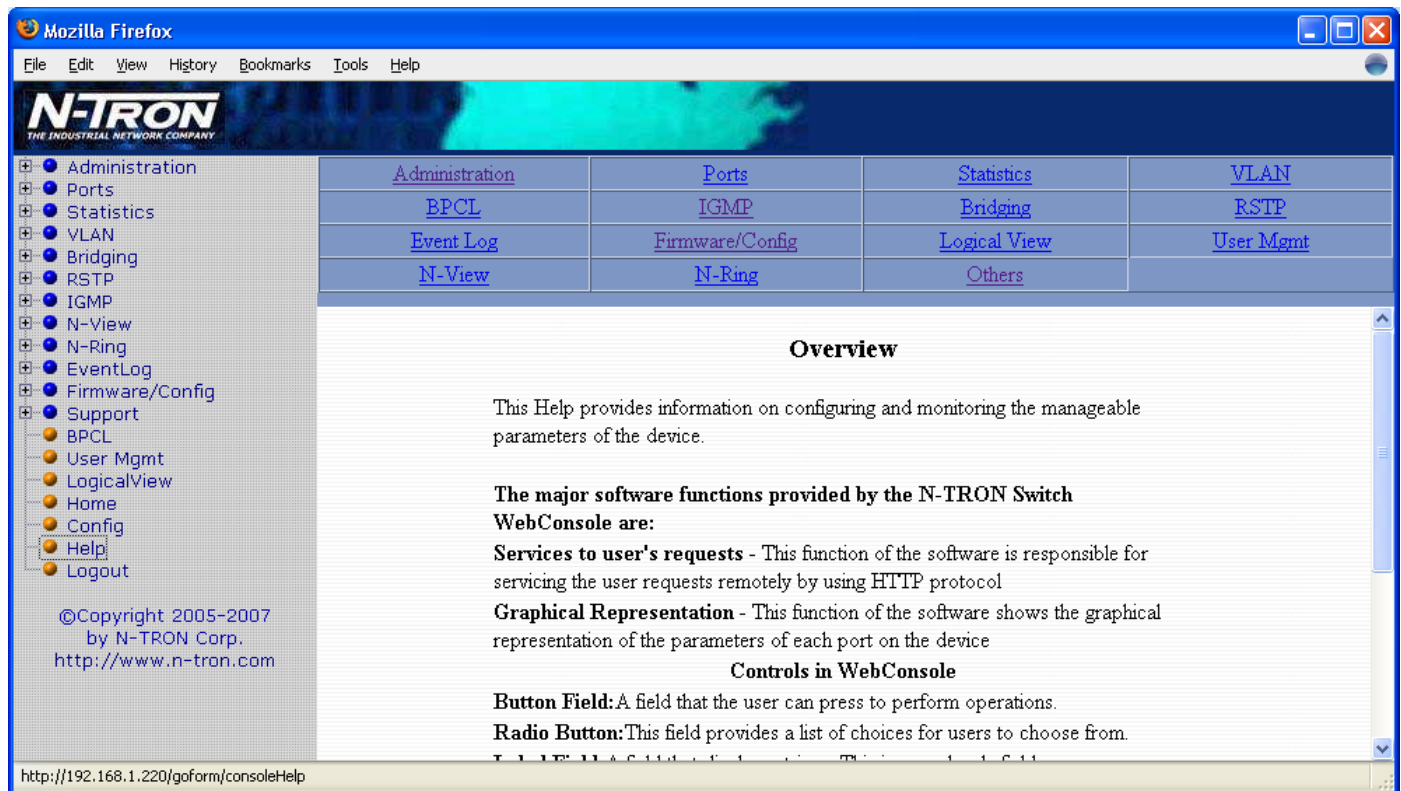 Mozilla Firefox
File Edit View History Bookmarks Tools Help
N-TRON
THE INDUSTRIAL NETWORK COMPANY
Administration
Ports
Statistics
VLAN
Bridging
RSTP
IGMP
N-View
N-Ring
EventLog
Firmware/Config
Support
BPCL
User Mgmt
LogicalView
Home
Config
Help
Logout
©Copyright 2005-2007
by N-TRON Corp.
http://www.n-tron.com
Administration Ports Statistics VLAN
BPCL IGMP Bridging RSTP
Event Log Firmware/Config Logical View User Mgmt
N-View N-Ring Others
Overview
This Help provides information on configuring and monitoring the manageable
parameters of the device.
The major software functions provided by the N-TRON Switch
WebConsole are:
Services to user's requests - This function of the software is responsible for
servicing the user requests remotely by using HTTP protocol
Graphical Representation - This function of the software shows the graphical
representation of the parameters of each port on the device
Controls in WebConsole
Button Field:A field that the user can press to perform operations.
Radio Button:This field provides a list of choices for users to choose from.
http://192.168.1.220/goform/consoleHelp